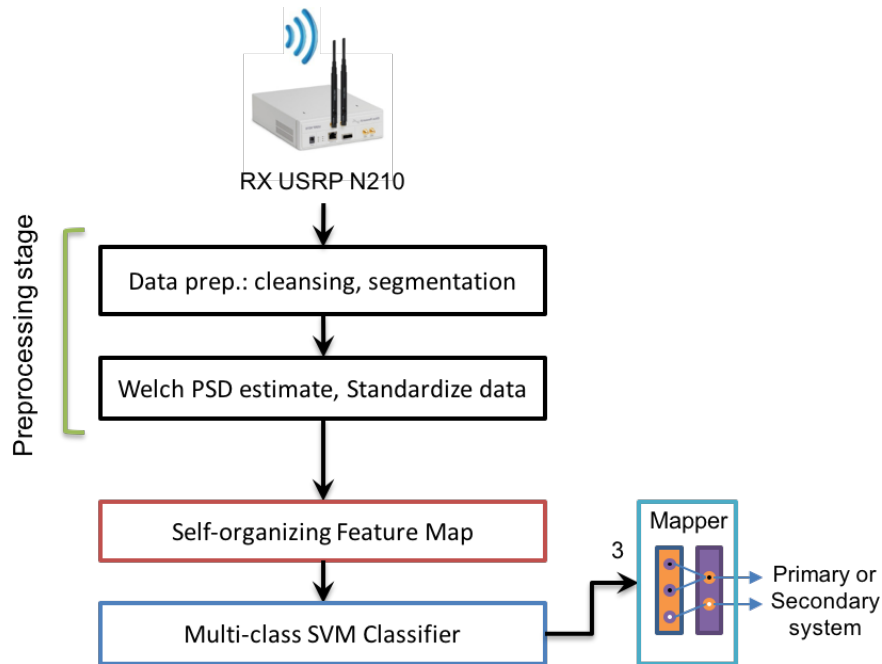 RX USRP N210
Preprocessing stage
Data prep.: cleansing, segmentation
Welch PSD estimate, Standardize data
Self-organizing Feature Map
Multi-class SVM Classifier
3
Mapper
Primary or
Secondary
system